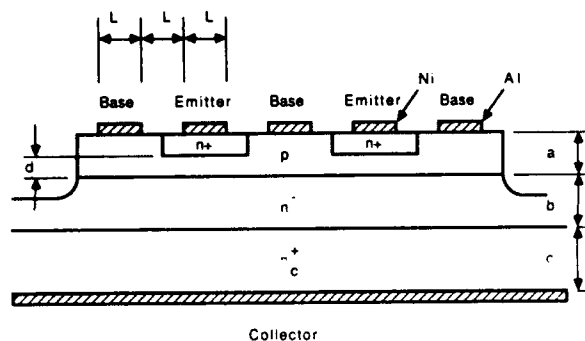 L L L
Base Emitter Base Emitter Ni Base Al
n+ n+
p
d
a
n-
b
+
c
Collector